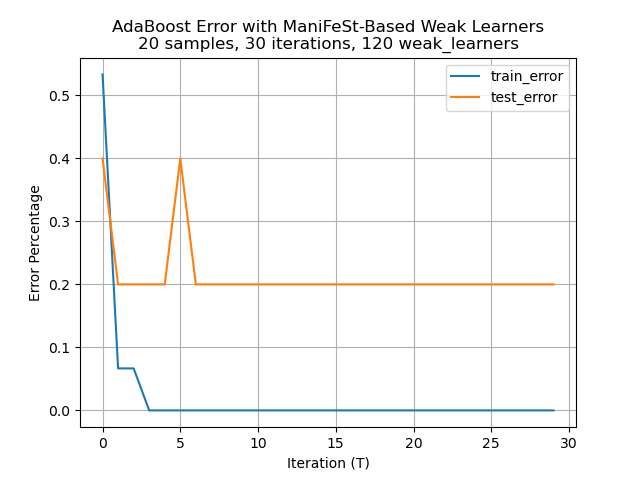 AdaBoost Error with ManiFeSt-Based Weak Learners
20 samples, 30 iterations, 120 weak_learners
train_error
test_error
Error Percentage
0.5
0.4
0.3
0.2
0.1
0.0
0 5 10 15 20 25 30
Iteration (T)